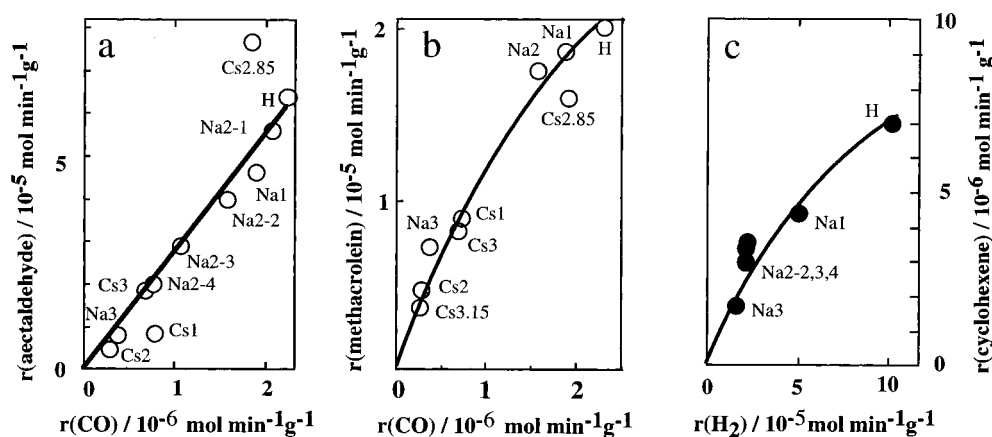 a
r(aectaldehyde) / 10-5 mol min-1g-1
5
0
Cs2.85
H
Na2-1
Na1
Na2-2
Na2-3
Cs3
Na2-4
Na3
Cs1
Cs2
0
1
2
r(CO) / 10-6 mol min-1g-1
b
r(methacrolein) / 10-5 mol min-1g-1
2
1
0
Na1
Na2
H
Cs2.85
Na3
Cs1
Cs3
Cs2
Cs3.15
0
1
2
r(CO) / 10-6 mol min-1g-1
c
H
Na1
Na2-2,3,4
Na3
0
5
10
r(H2) / 10-5 mol min-1g-1
10
5
0
r(cyclohexene) / 10-6 mol min-1 g-1